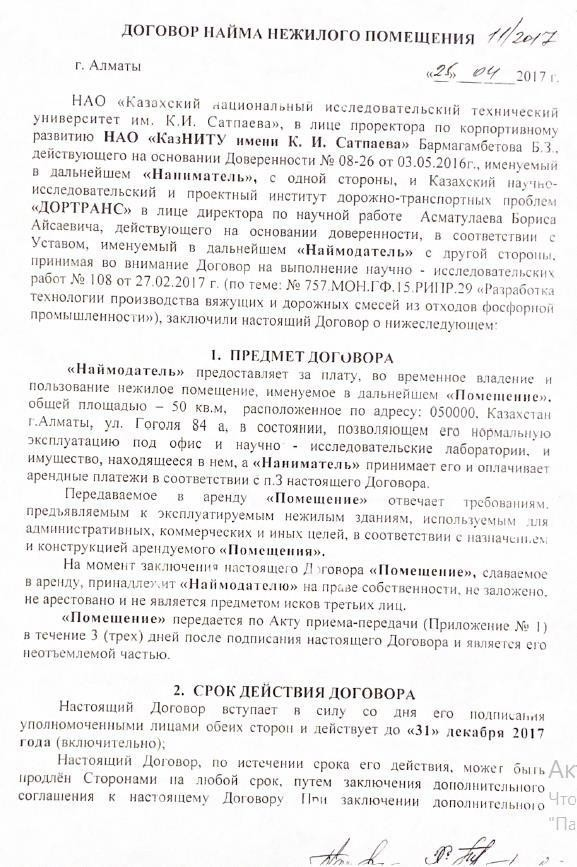 ДОГОВОР НАЙМА НЕЖИЛОГО ПОМЕЩЕНИЯ 11/2017
г. Алматы «25» 04 2017 г.
НАО «Казахский национальный исследовательский технический
университет им. К.И. Сатпаева», в лице проректора по корпортивному
развитию НАО «КазНИТУ имени К. И. Сатпаева» Бармагамбетова Б.З.,
действующего на основании Доверенности № 08-26 от 03.05.2016г., именуемый
в дальнейшем «Наниматель», с одной стороны, и Казахский научно-
исследовательский и проектный институт дорожно-транспортных проблем
«ДОРТРАНС» в лице директора по научной работе Асматулаева Бориса
Айсаевича, действующего на основании доверенности, в соответствии с
Уставом, именуемый в дальнейшем «Наймодатель» с другой стороны,
принимая во внимание Договор на выполнение научно - исследовательских
работ № 108 от 27.02.2017 г. (по теме: № 757.МОН.ГФ.15.РИПР.29 «Разработка
технологии производства вяжущих и дорожных смесей из отходов фосфорной
промышленности»), заключили настоящий Договор о нижеследующем:
1. ПРЕДМЕТ ДОГОВОРА
«Наймодатель» предоставляет за плату, во временное владение и
пользование нежилое помещение, именуемое в дальнейшем «Помещение»,
общей площадью – 50 кв.м, расположенное по адресу: 050000, Казахстан
г.Алматы, ул. Гоголя 84 а, в состоянии, позволяющем его нормальную
эксплуатацию под офис и научно - исследовательские лаборатории, и
имущество, находящееся в нем, а «Наниматель» принимает его и оплачивает
арендные платежи в соответствии с п.3 настоящего Договора.
Передаваемое в аренду «Помещение» отвечает требованиям,
предъявляемым к эксплуатируемым нежилым зданиям, используемым для
административных, коммерческих и иных целей, в соответствии с назначением
и конструкцией арендуемого «Помещения».
На момент заключения настоящего Договора «Помещение», сдаваемое
в аренду, принадлежит «Наймодателю» на праве собственности, не заложено,
не арестовано и не является предметом исков третьих лиц.
«Помещение» передается по Акту приема-передачи (Приложение № 1)
в течение 3 (трех) дней после подписания настоящего Договора и является его
неотъемлемой частью.
2. СРОК ДЕЙСТВИЯ ДОГОВОРА
Настоящий Договор вступает в силу со дня его подписания
уполномоченными лицами обеих сторон и действует до «31» декабря 2017
года (включительно);
Настоящий Договор, по истечении срока его действия, может быть
продлён Сторонами на любой срок, путем заключения дополнительного
соглашения к настоящему Договору При заключении дополнительного
Акт
Что
"Па